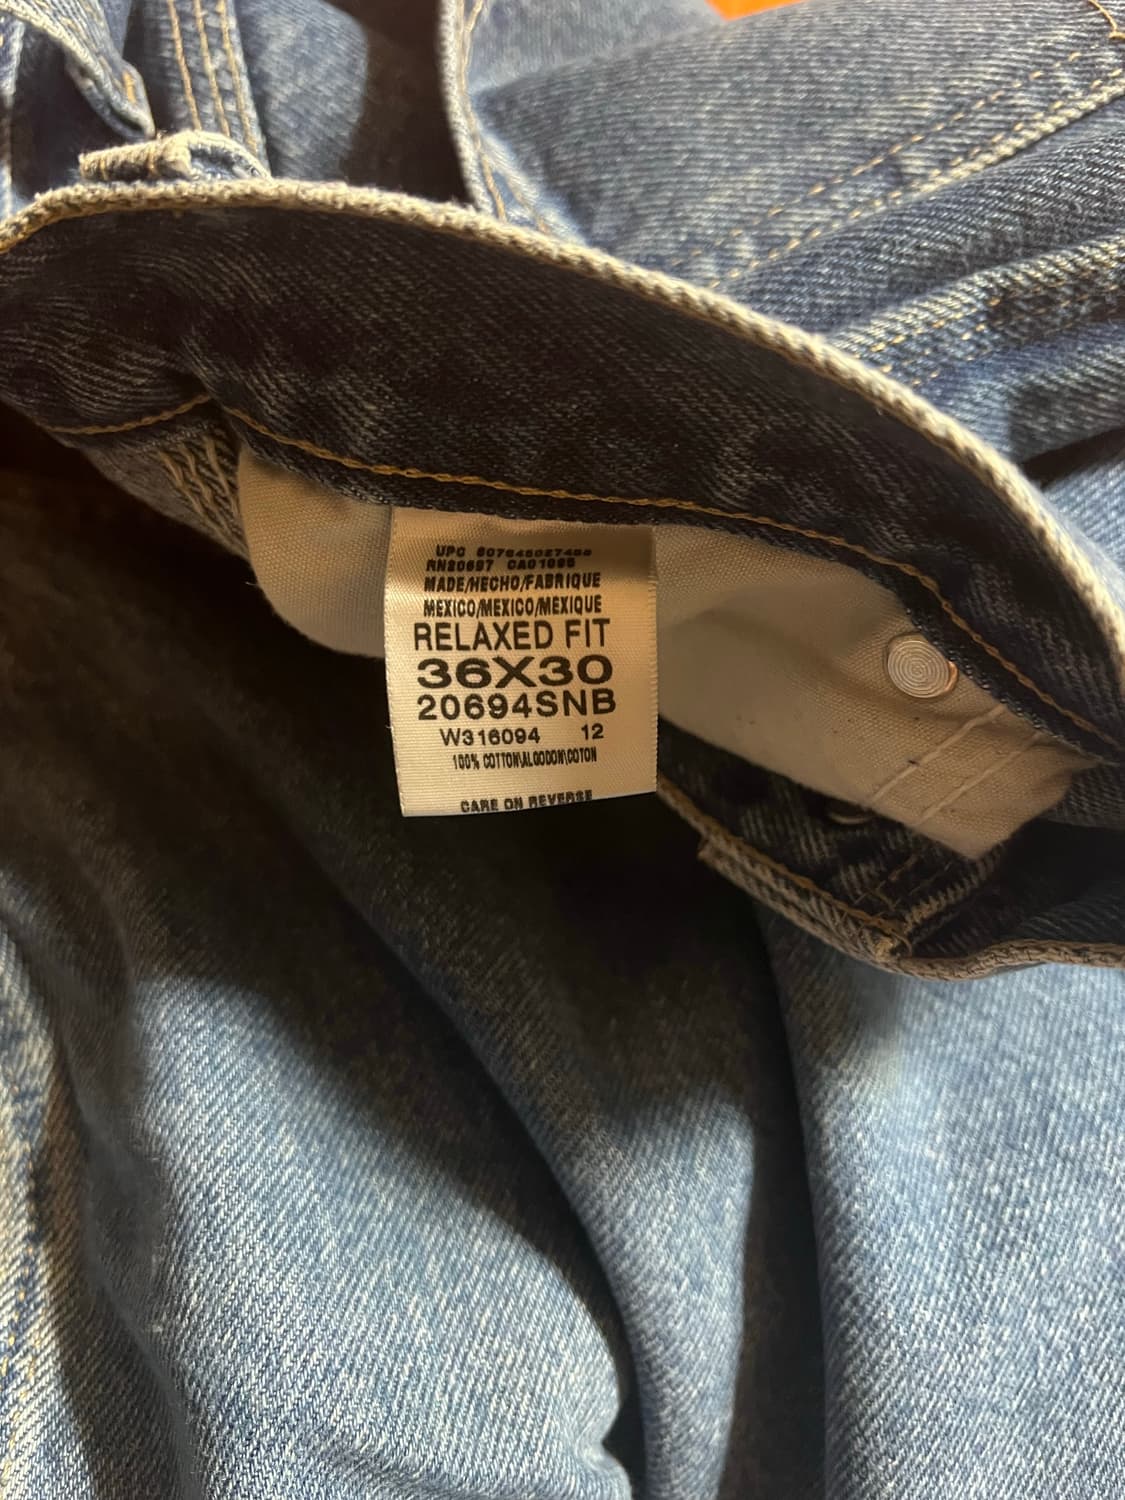 UPC
RN20697 CA01095
MADE/HECHO/FABRIQUE
MEXICO/MEXICO/MEXIQUE
RELAXED FIT
36X30
20694SNB
W316094 12
100% COTTON\ALGODON\COTON
CARE ON REVERSE